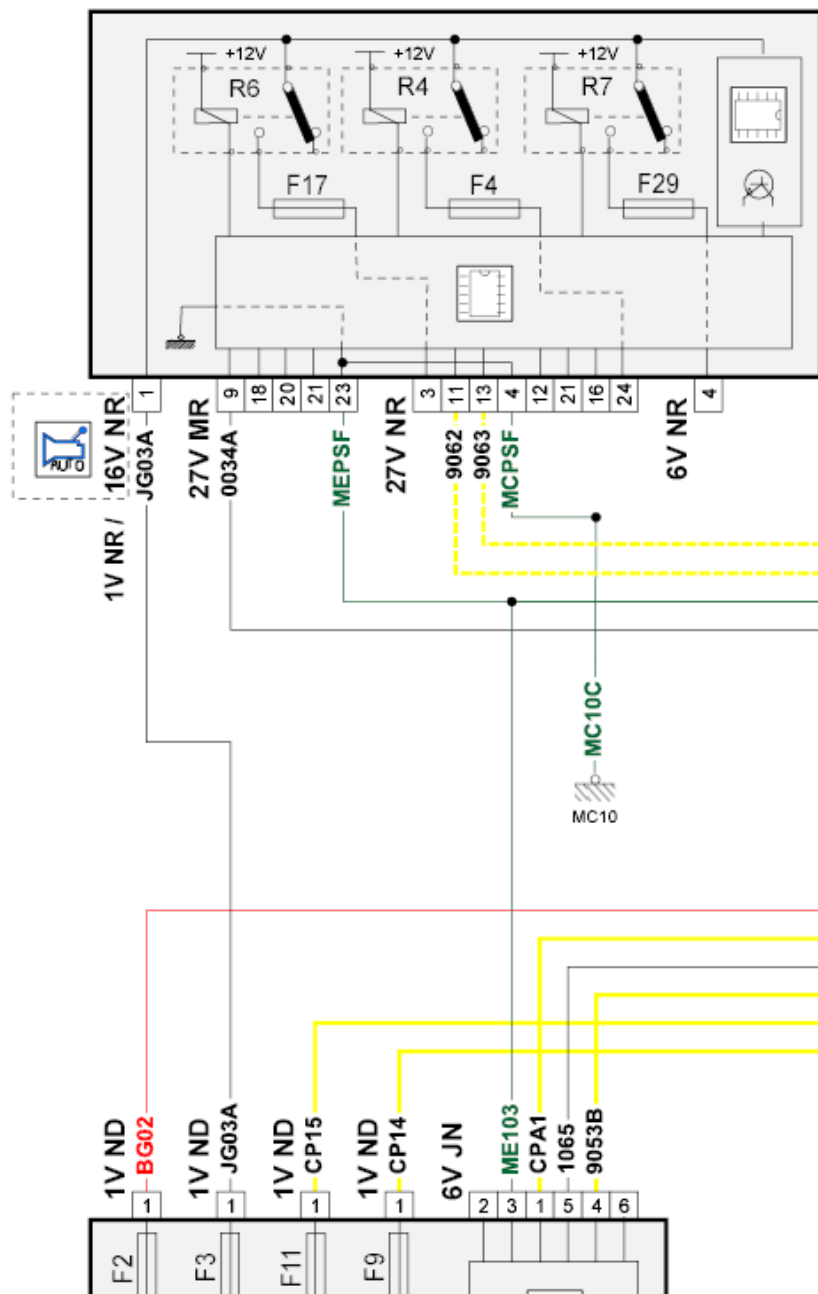 +12V +12V +12V
R6 R4 R7
F17 F4 F29
1 9 18 20 21 23 3 11 13 4 12 21 16 24 4
AUTO
1V NR / 16V NR
JG03A
27V MR
0034A
MEPSF
27V NR
9062
9063
MCPSF
6V NR
MC10C
MC10
1V ND
BG02
1V ND
JG03A
1V ND
CP15
1V ND
CP14
6V JN
ME103
CPA1
1065
9053B
1 1 1 1 2 3 1 5 4 6
F2 F3 F11 F9